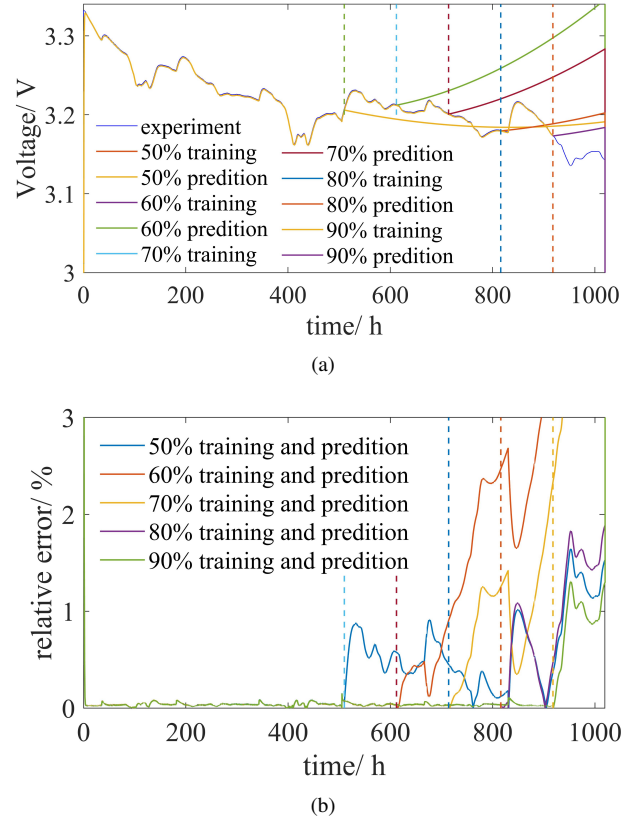 3.3
3.2
3.1
3
Voltage/ V
experiment
50% training
50% predition
60% training
60% predition
70% training
70% predition
80% training
80% predition
90% training
90% predition
0
200
400
600
800
1000
time/ h
(a)
3
2
1
0
relative error/ %
50% training and predition
60% training and predition
70% training and predition
80% training and predition
90% training and predition
0
200
400
600
800
1000
time/ h
(b)